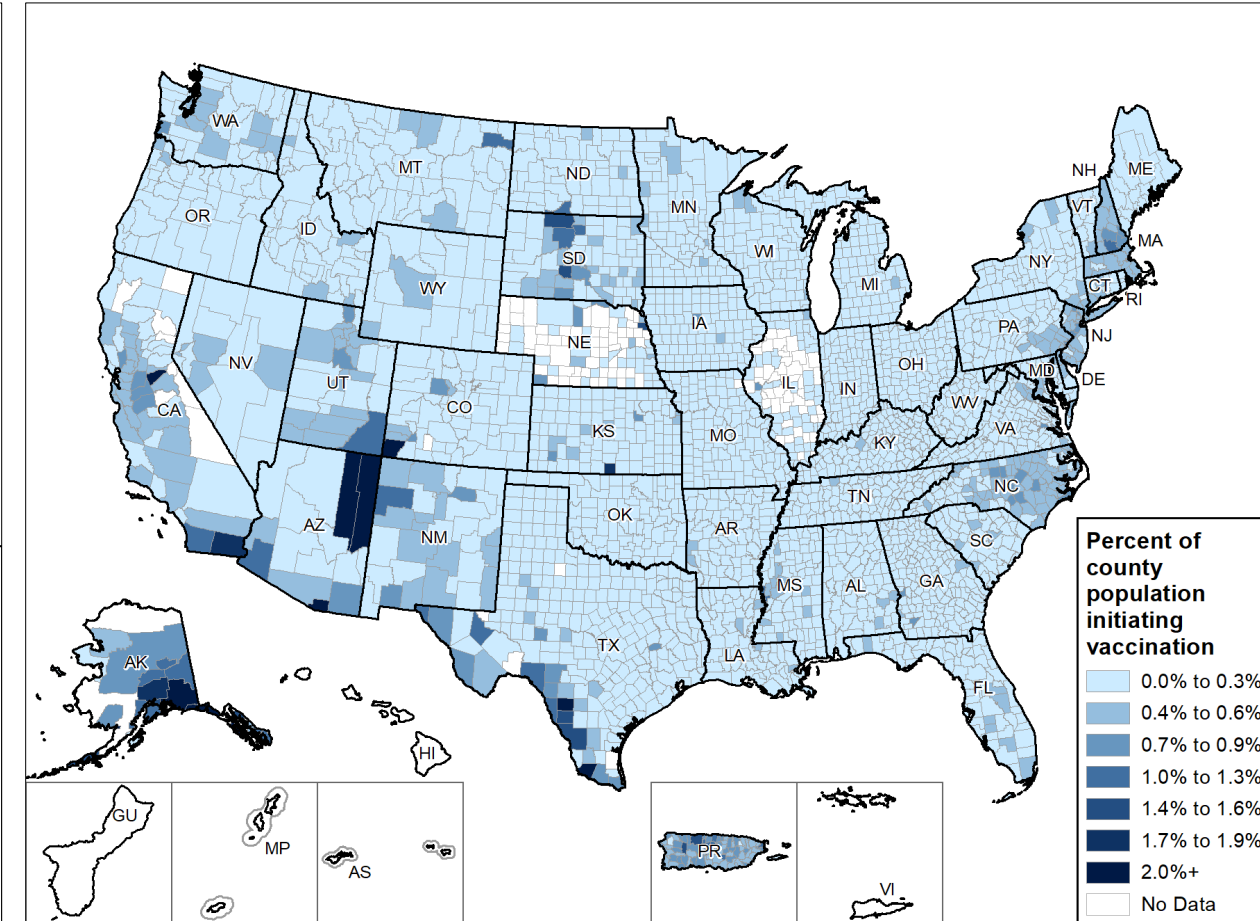 WA
MT
ND
MN
OR
ID
SD
WY
WI
MI
NY
NH
VT
ME
MA
CT
RI
NV
UT
CO
NE
IA
IL
IN
OH
PA
NJ
MD
DE
CA
KS
MO
KY
WV
VA
AZ
NM
OK
AR
TN
NC
SC
MS
AL
GA
TX
LA
FL
AK
HI
GU
MP
AS
PR
VI
Percent of
county
population
initiating
vaccination
0.0% to 0.3%
0.4% to 0.6%
0.7% to 0.9%
1.0% to 1.3%
1.4% to 1.6%
1.7% to 1.9%
2.0%+
No Data